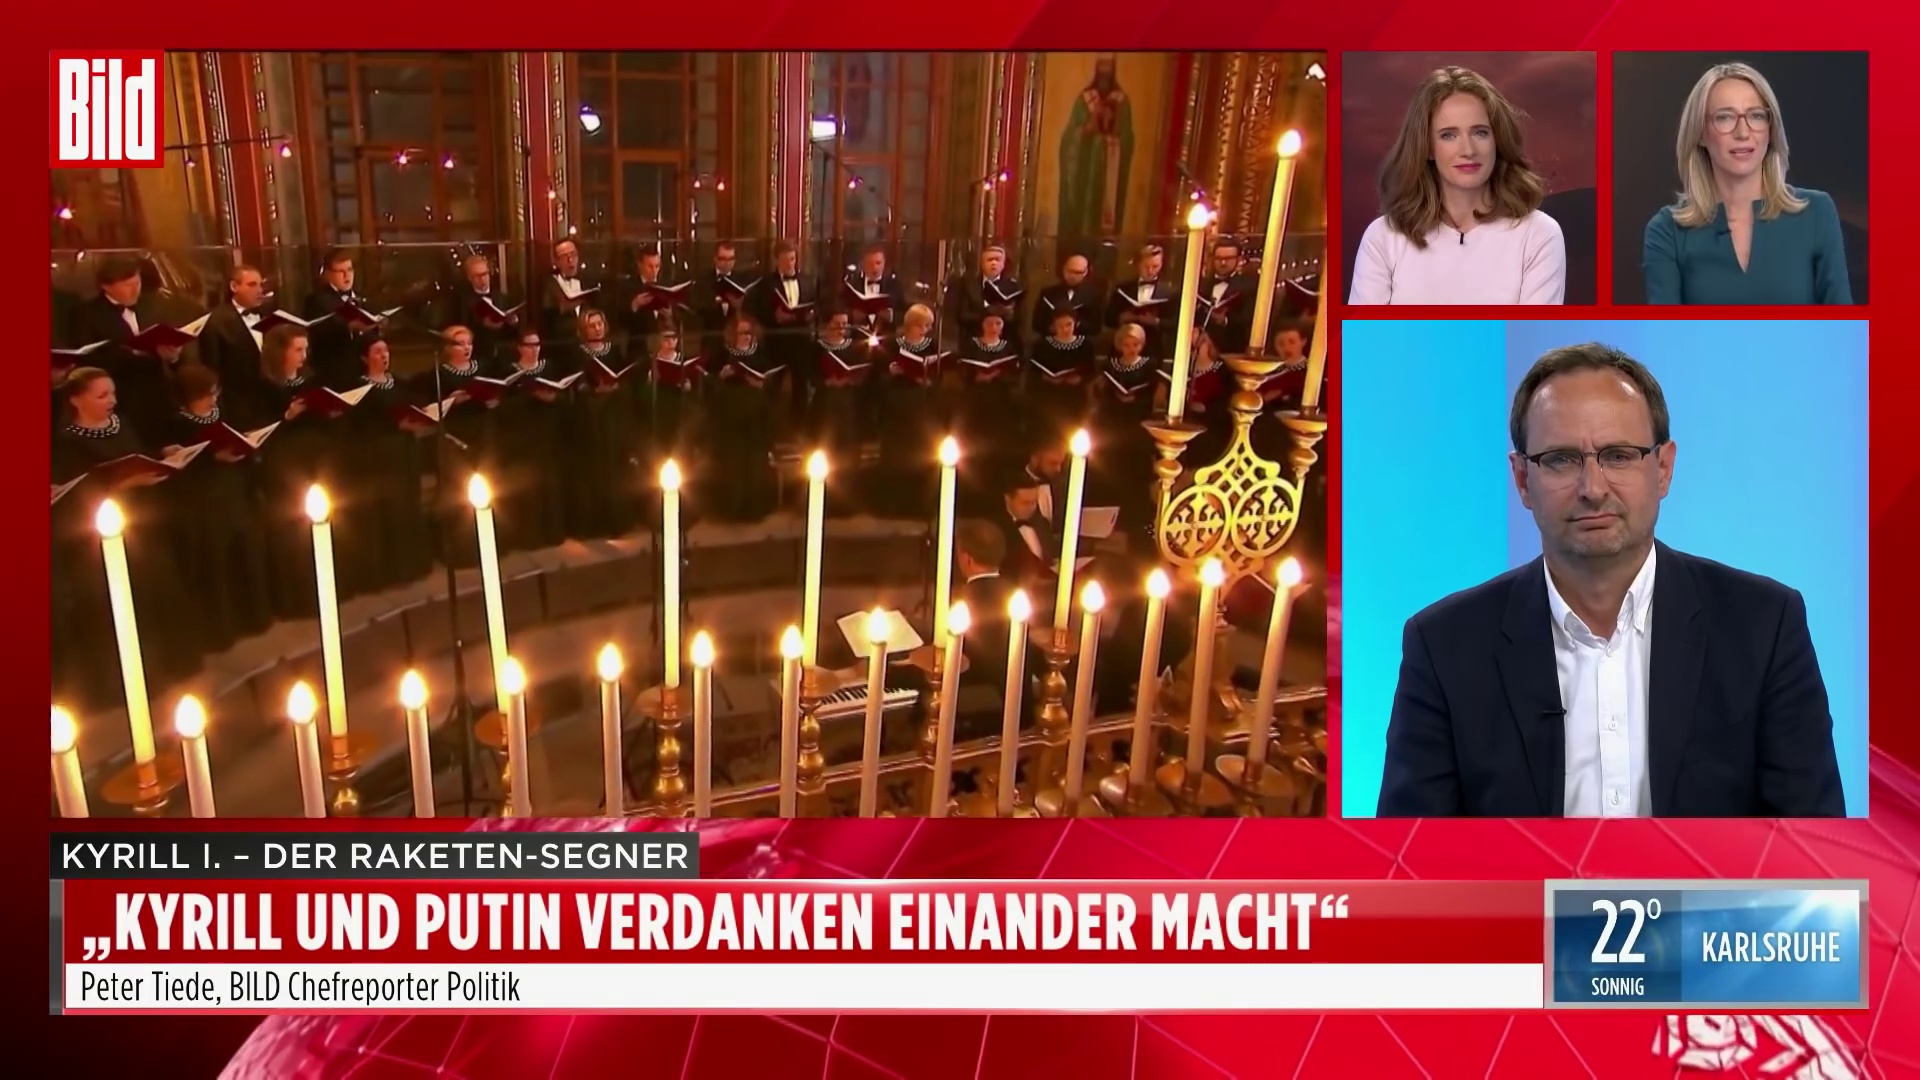 Bild
KYRILL I. – DER RAKETEN-SEGNER
„KYRILL UND PUTIN VERDANKEN EINANDER MACHT“
Peter Tiede, BILD Chefreporter Politik
22°
SONNIG
KARLSRUHE